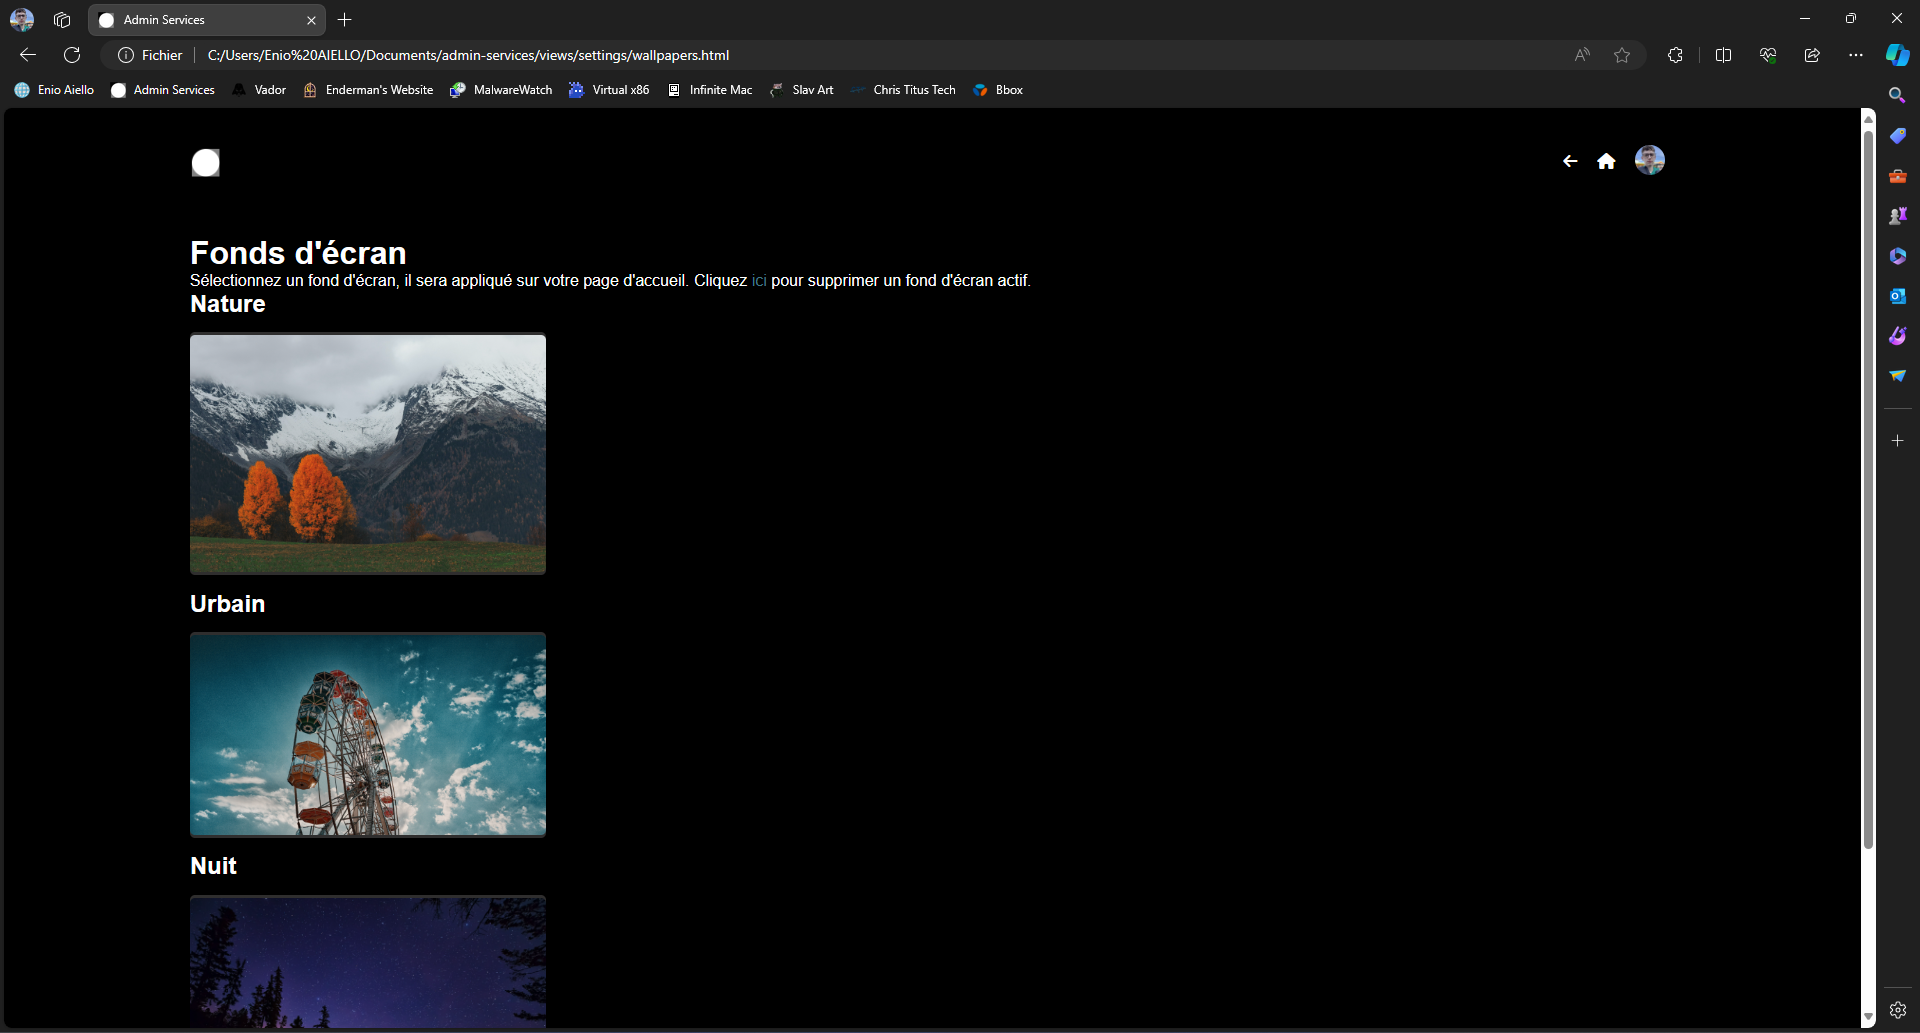 Admin Services
Fichier
C:/Users/Enio%20AIELLO/Documents/admin-services/views/settings/wallpapers.html
Enio Aiello
Admin Services
Vador
Enderman's Website
MalwareWatch
Virtual x86
Infinite Mac
Slav Art
Chris Titus Tech
Bbox
Fonds d'écran
Sélectionnez un fond d'écran, il sera appliqué sur votre page d'accueil. Cliquez ici pour supprimer un fond d'écran actif.
Nature
Urbain
Nuit